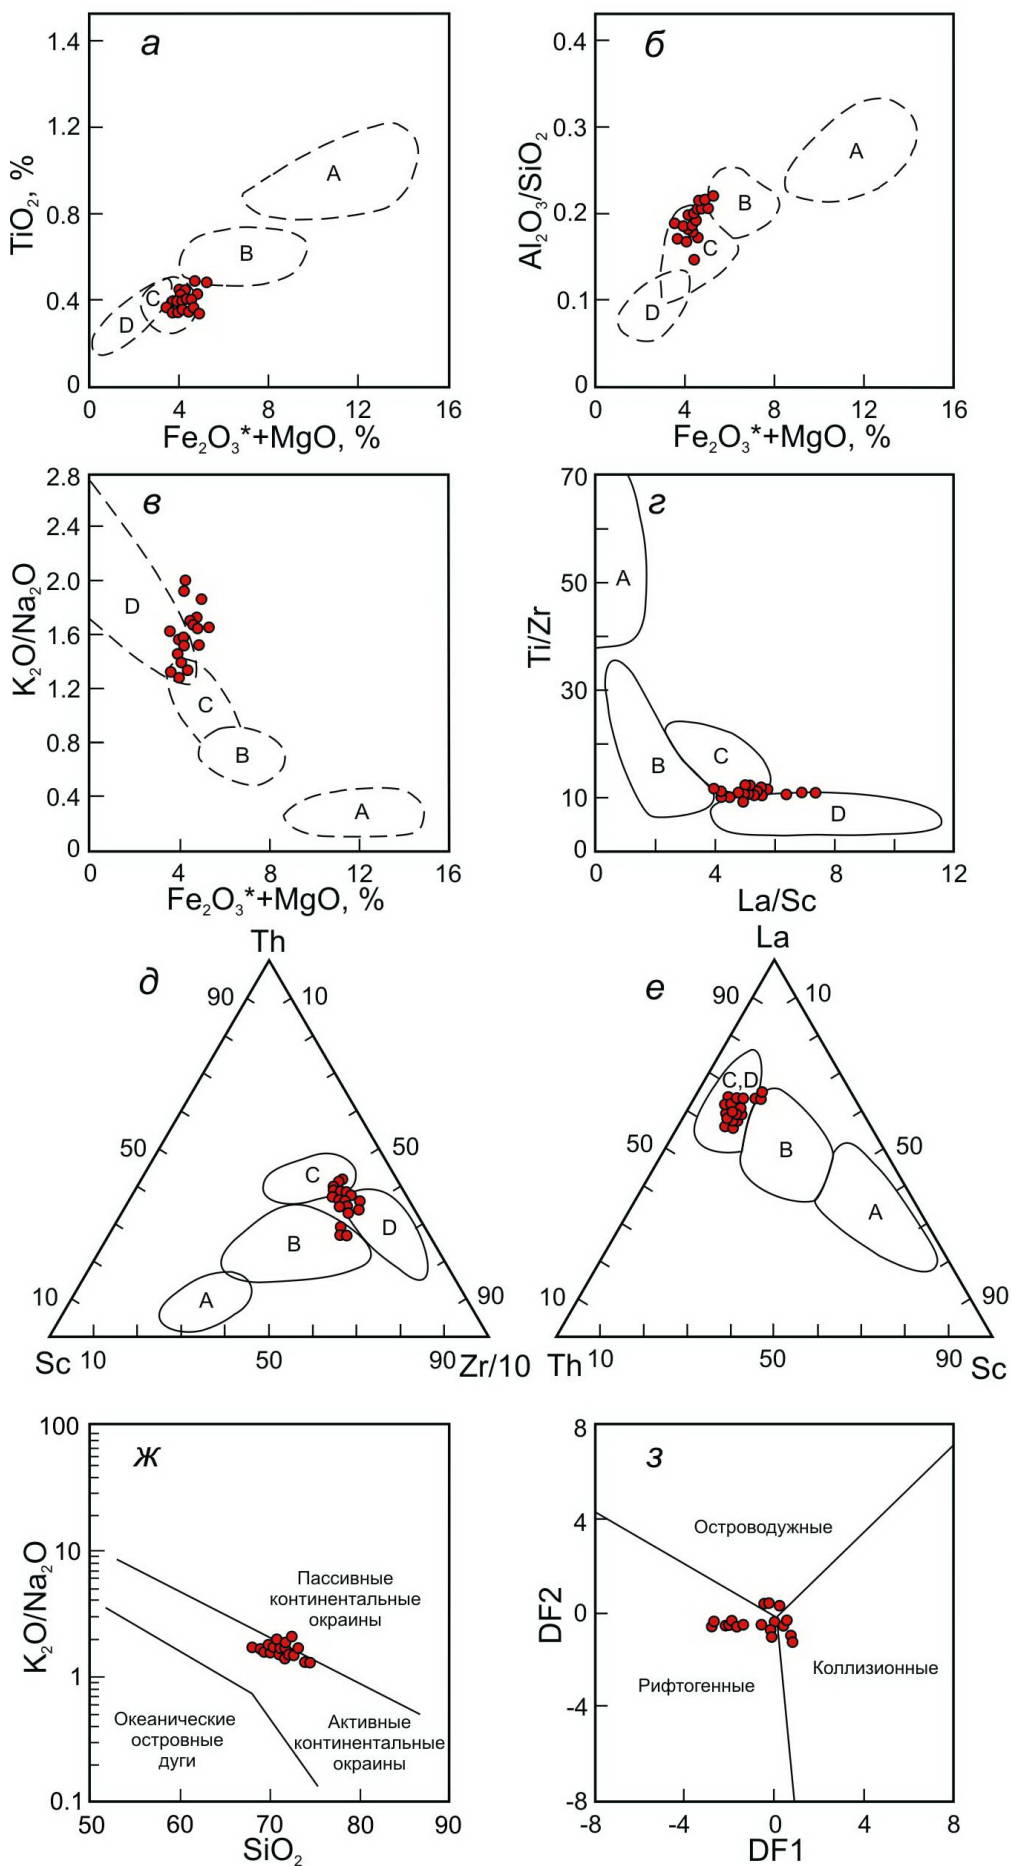 а
TiO₂, %
1.4
1.2
0.8
0.4
0
A
B
C
D
0 4 8 12 16
Fe₂O₃*+MgO, %
б
Al₂O₃/SiO₂
0.4
0.3
0.2
0.1
0
A
B
C
D
0 4 8 12 16
Fe₂O₃*+MgO, %
в
K₂O/Na₂O
2.8
2.4
2.0
1.6
1.2
0.8
0.4
0
D
C
B
A
0 4 8 12 16
Fe₂O₃*+MgO, %
г
Ti/Zr
70
50
30
10
0
A
B
C
D
0 4 8 12
La/Sc
Th
д
90 10
50 50
C
D
B
A
10 90
Sc 10 50 90 Zr/10
La
е
90 10
C,D
50 50
B
A
10 90
Th 10 50 90 Sc
ж
K₂O/Na₂O
100
10
1
0.1
Пассивные
континентальные
окраины
Океанические
островные
дуги
Активные
континентальные
окраины
50 60 70 80 90
SiO₂
з
DF2
8
4
0
-4
-8
Островодужные
Рифтогенные
Коллизионные
-8 -4 0 4 8
DF1